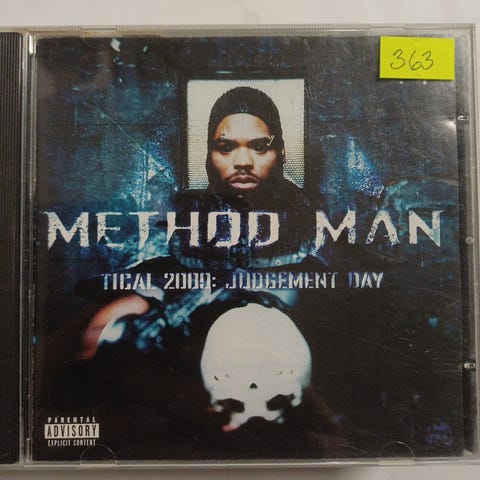 363
METHOD MAN
TICAL 2000: JUDGEMENT DAY
PARENTAL
ADVISORY
EXPLICIT CONTENT